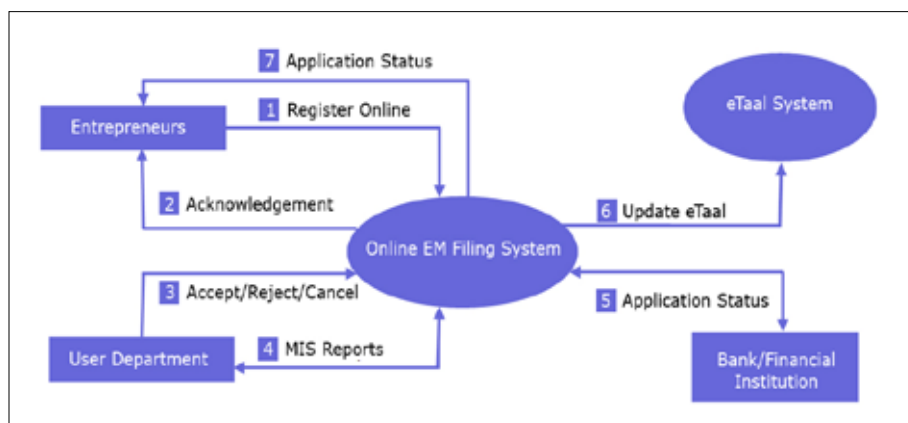 7 Application Status
1 Register Online
Entrepreneurs
eTaal System
2 Acknowledgement
6 Update eTaal
Online EM Filing System
3 Accept/Reject/Cancel
5 Application Status
4 MIS Reports
User Department
Bank/Financial
Institution